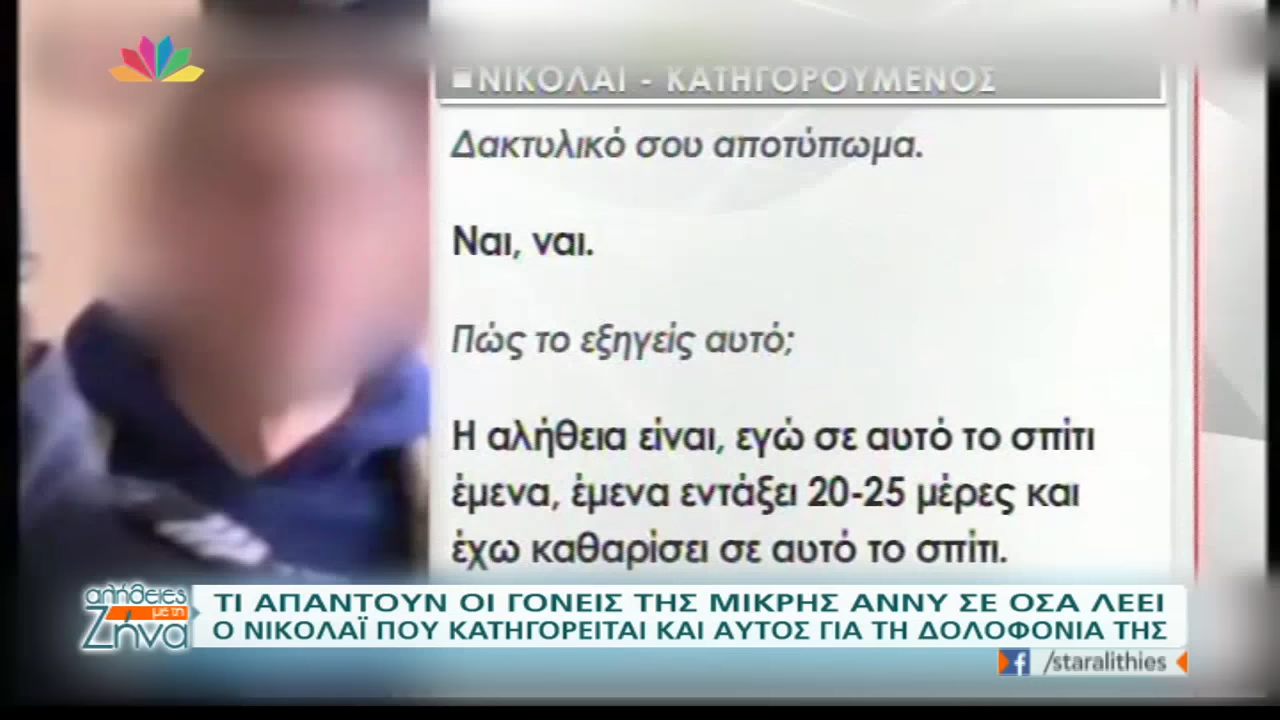 ΝΙΚΟΛΑΙ - ΚΑΤΗΓΟΡΟΥΜΕΝΟΣ
Δακτυλικό σου αποτύπωμα.
Ναι, ναι.
Πώς το εξηγείς αυτό;
Η αλήθεια είναι, εγώ σε αυτό το σπίτι
έμενα, έμενα εντάξει 20-25 μέρες και
έχω καθαρίσει σε αυτό το σπίτι.
αλήθειες
με τη
Ζήνα
ΤΙ ΑΠΑΝΤΟΥΝ ΟΙ ΓΟΝΕΙΣ ΤΗΣ ΜΙΚΡΗΣ ΑΝΝΥ ΣΕ ΟΣΑ ΛΕΕΙ
Ο ΝΙΚΟΛΑΪ ΠΟΥ ΚΑΤΗΓΟΡΕΙΤΑΙ ΚΑΙ ΑΥΤΟΣ ΓΙΑ ΤΗ ΔΟΛΟΦΟΝΙΑ ΤΗΣ
f /staralithies